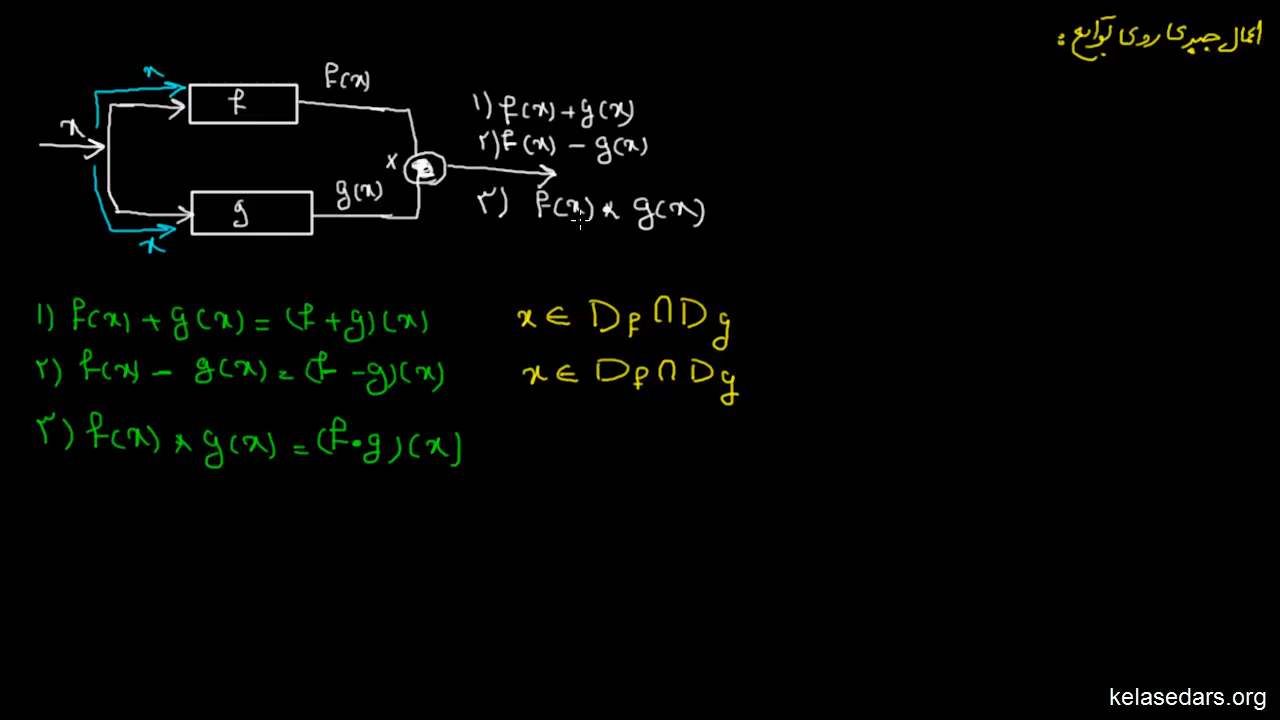 اعمال جبری روی توابع :
x
f
f(x)
x
g
g(x)
x
x
۱) f(x) + g(x)
۲) f(x) - g(x)
۳) f(x) * g(x)
۱) f(x) + g(x) = (f + g)(x) x ∈ Df ∩ Dg
۲) f(x) - g(x) = (f - g)(x) x ∈ Df ∩ Dg
۳) f(x) * g(x) = (f • g)(x)
kelasedars.org